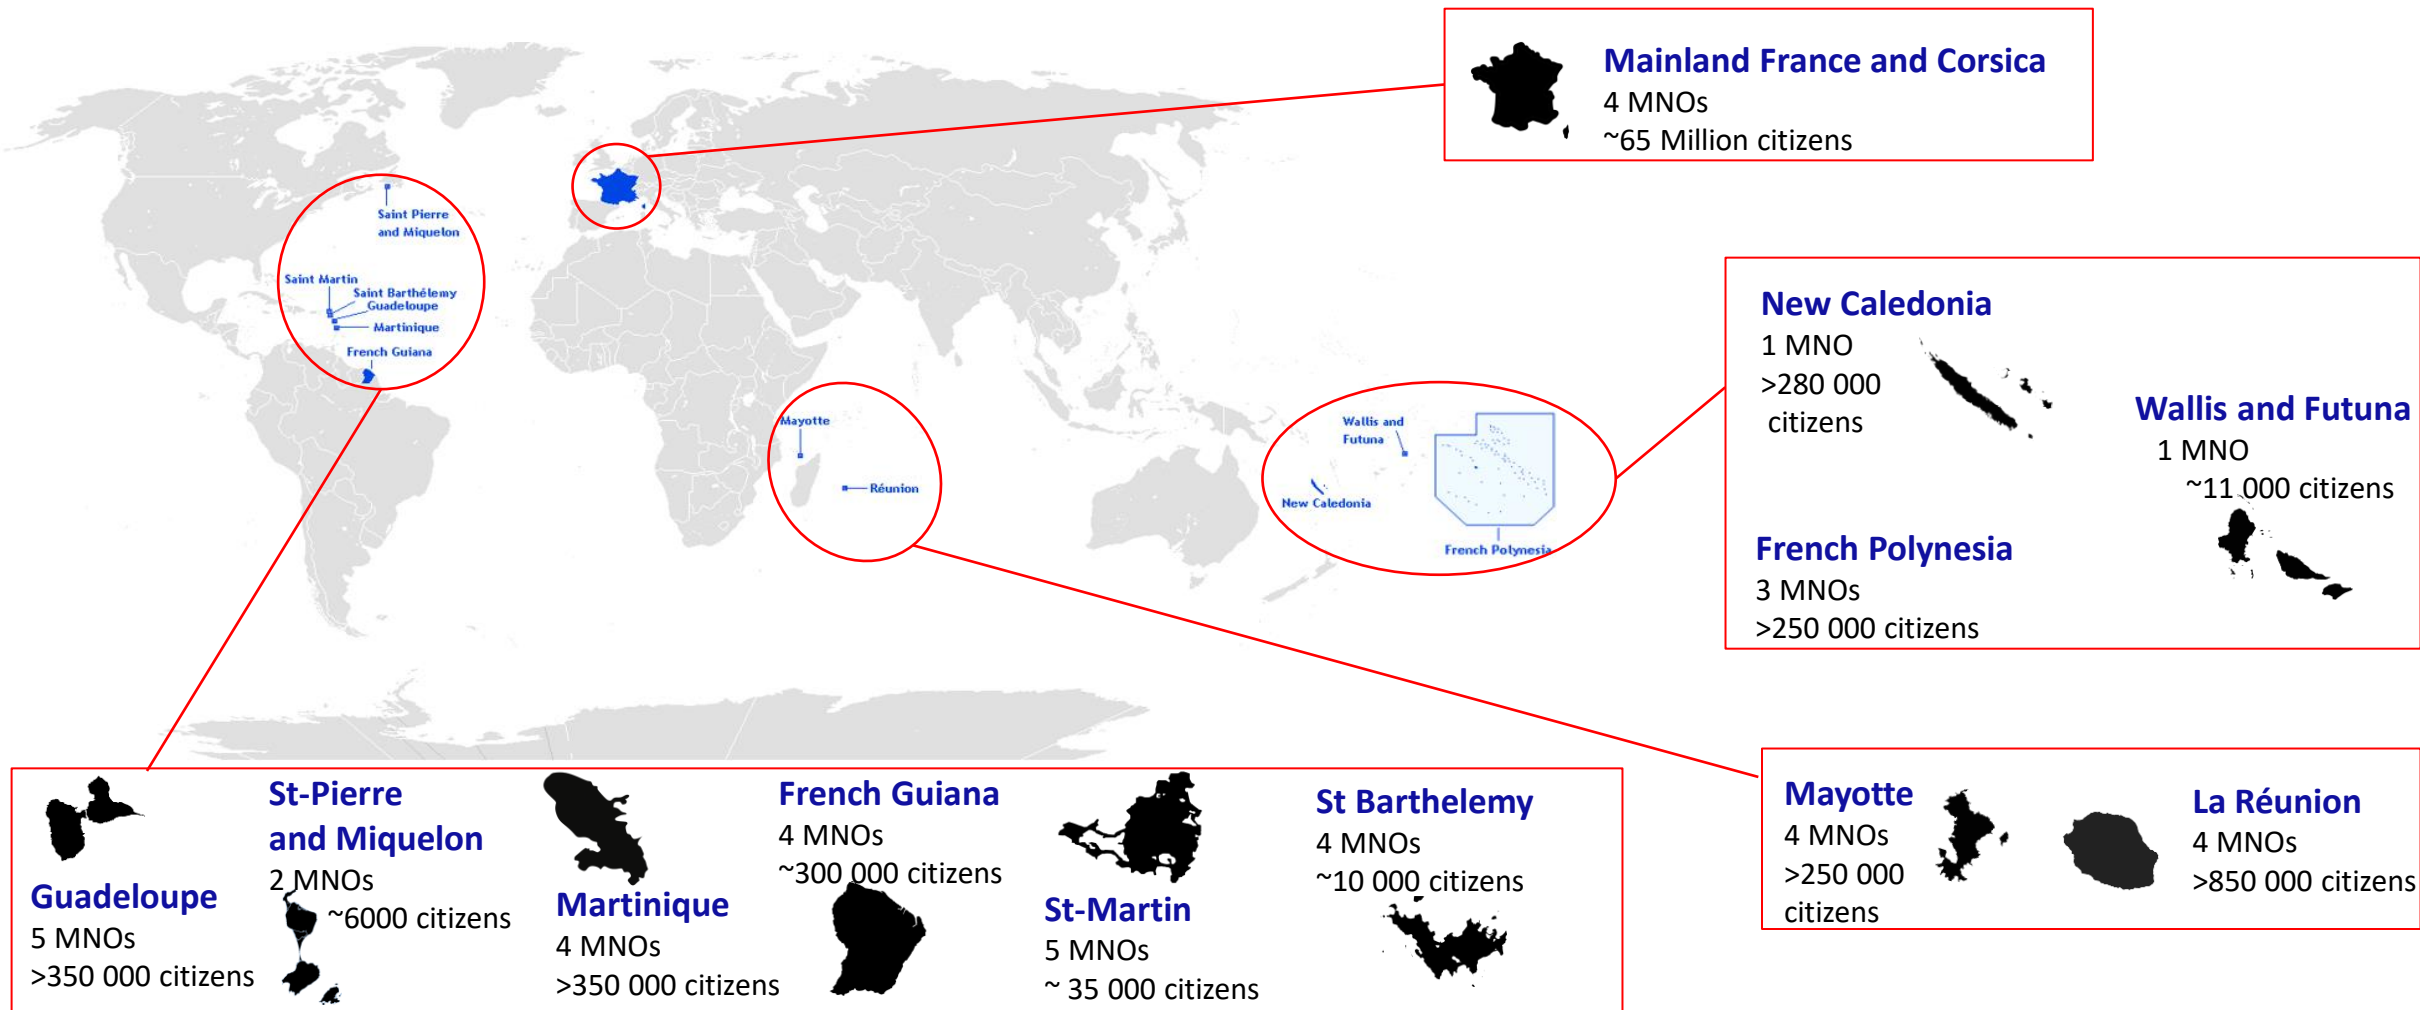 Mainland France and Corsica
4 MNOs
~65 Million citizens
Saint Pierre
and Miquelon
Saint Martin
Saint Barthélemy
Guadeloupe
Martinique
French Guiana
Mayotte
Réunion
Wallis and
Futuna
New Caledonia
French Polynesia
New Caledonia
1 MNO
>280 000
citizens
Wallis and Futuna
1 MNO
~11 000 citizens
French Polynesia
3 MNOs
>250 000 citizens
Guadeloupe
5 MNOs
>350 000 citizens
St-Pierre
and Miquelon
2 MNOs
~6000 citizens
Martinique
4 MNOs
>350 000 citizens
French Guiana
4 MNOs
~300 000 citizens
St-Martin
5 MNOs
~ 35 000 citizens
St Barthelemy
4 MNOs
~10 000 citizens
Mayotte
4 MNOs
>250 000
citizens
La Réunion
4 MNOs
>850 000 citizens